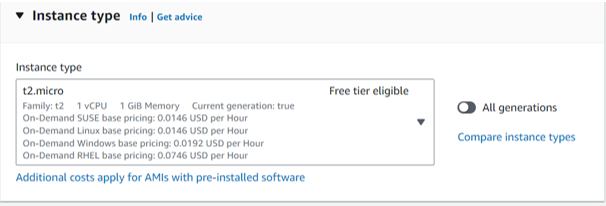 ▼ Instance type Info | Get advice
Instance type
t2.micro Free tier eligible
Family: t2 1 vCPU 1 GiB Memory Current generation: true
On-Demand SUSE base pricing: 0.0146 USD per Hour
On-Demand Linux base pricing: 0.0146 USD per Hour
On-Demand Windows base pricing: 0.0192 USD per Hour
On-Demand RHEL base pricing: 0.0746 USD per Hour
All generations
Compare instance types
Additional costs apply for AMIs with pre-installed software